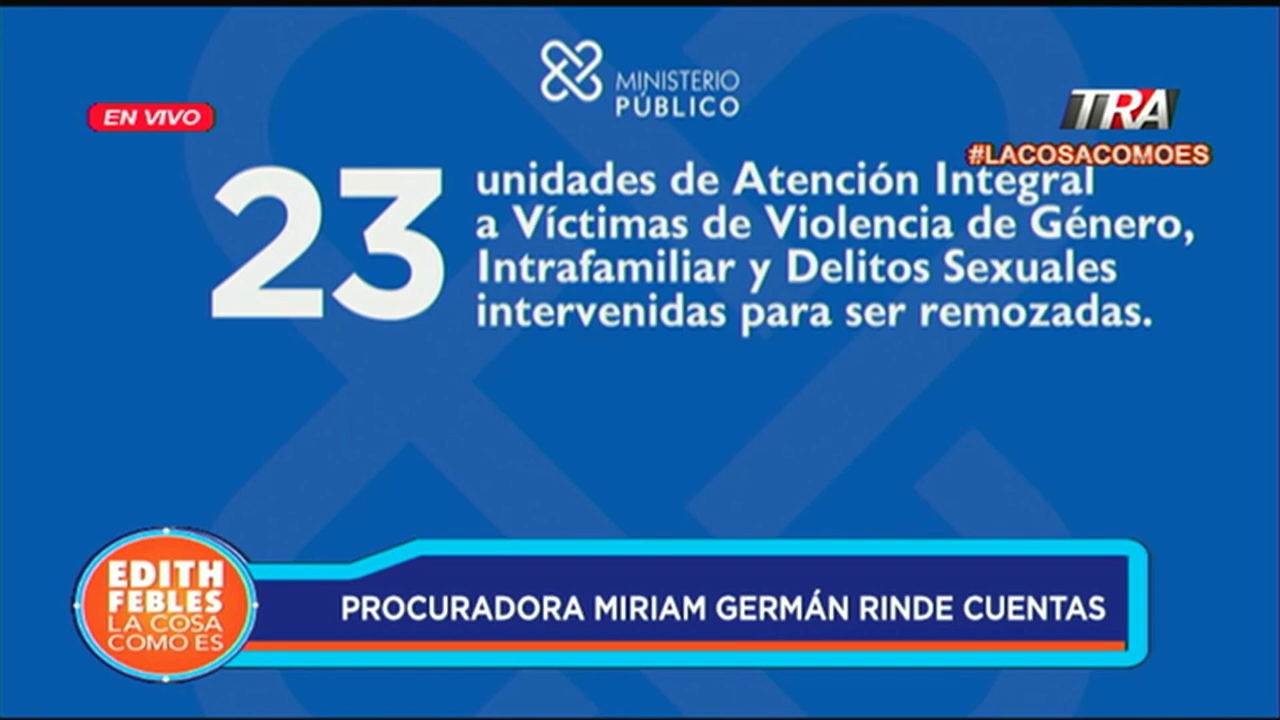 MINISTERIO
PÚBLICO
EN VIVO
TRA
#LACOSACOMOES
23
unidades de Atención Integral
a Víctimas de Violencia de Género,
Intrafamiliar y Delitos Sexuales
intervenidas para ser remozadas.
EDITH
FEBLES
LA COSA
COMO ES
PROCURADORA MIRIAM GERMÁN RINDE CUENTAS